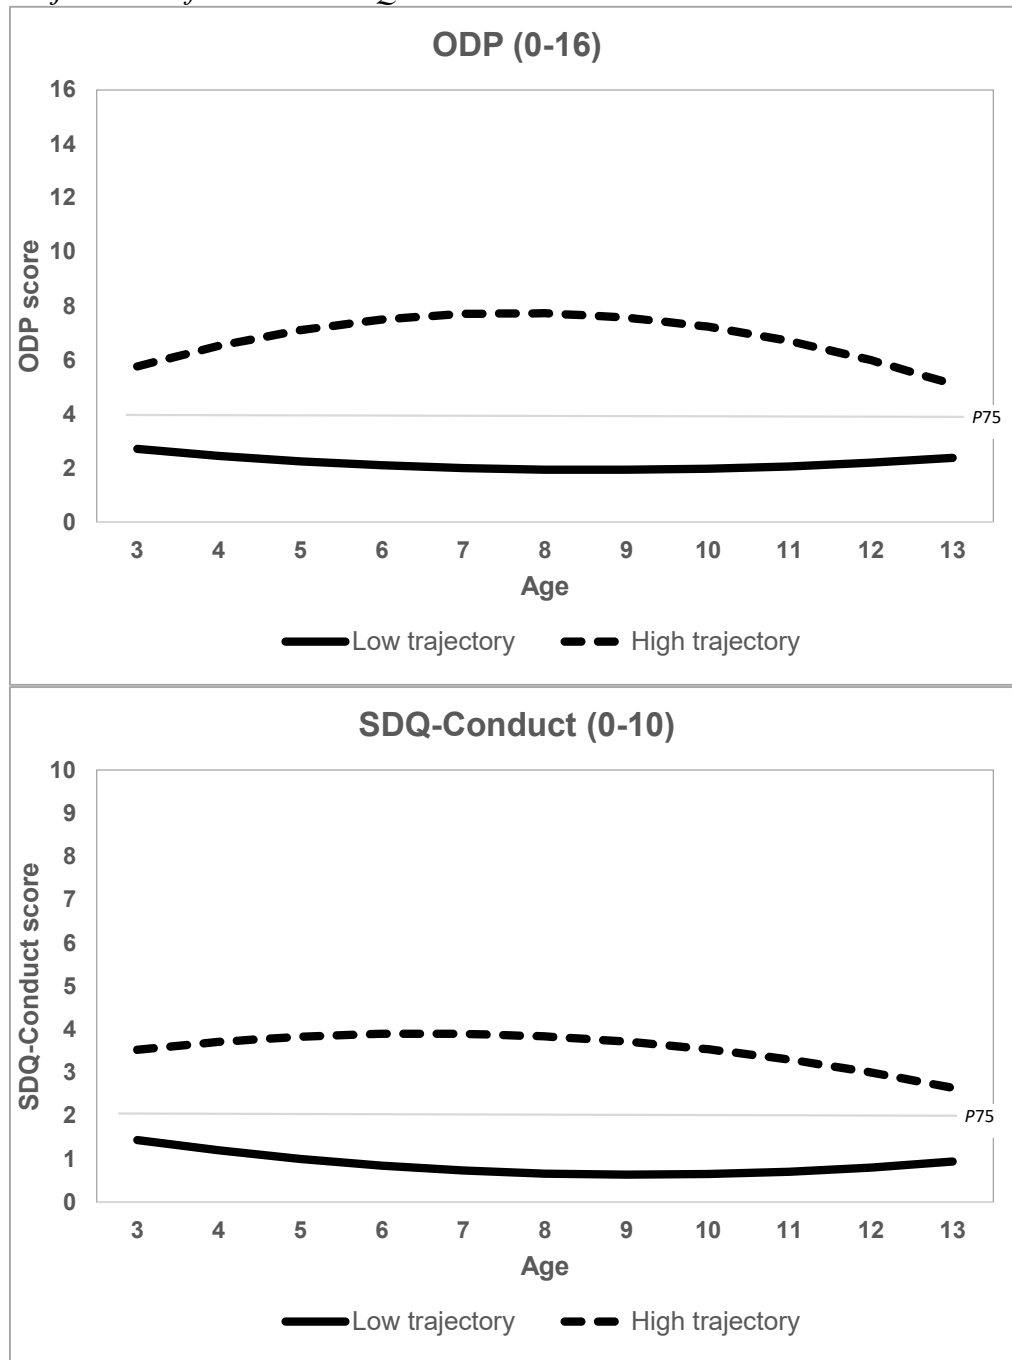 ODP (0-16)
16
14
12
10
8
6
4
2
0
ODP score
P75
3 4 5 6 7 8 9 10 11 12 13
Age
Low trajectory High trajectory
SDQ-Conduct (0-10)
10
9
8
7
6
5
4
3
2
1
0
SDQ-Conduct score
P75
3 4 5 6 7 8 9 10 11 12 13
Age
Low trajectory High trajectory